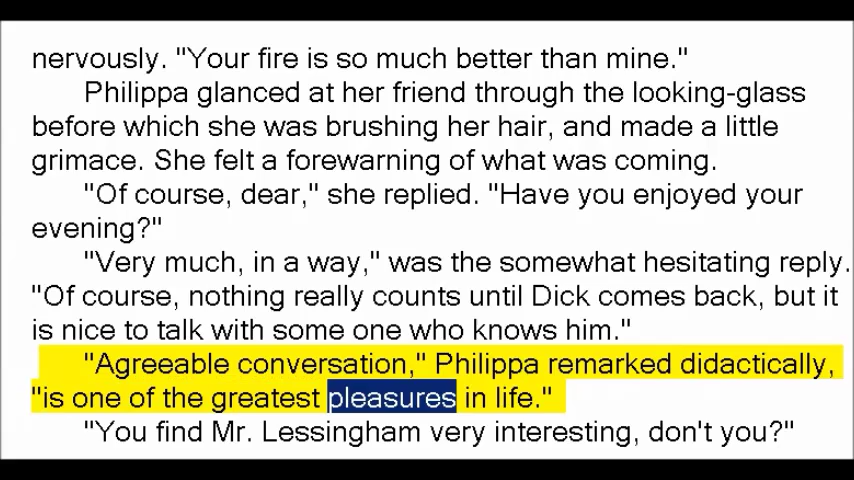 nervously. "Your fire is so much better than mine."
Philippa glanced at her friend through the looking-glass
before which she was brushing her hair, and made a little
grimace. She felt a forewarning of what was coming.
"Of course, dear," she replied. "Have you enjoyed your
evening?"
"Very much, in a way," was the somewhat hesitating reply.
"Of course, nothing really counts until Dick comes back, but it
is nice to talk with some one who knows him."
"Agreeable conversation," Philippa remarked didactically,
"is one of the greatest pleasures in life."
"You find Mr. Lessingham very interesting, don't you?"